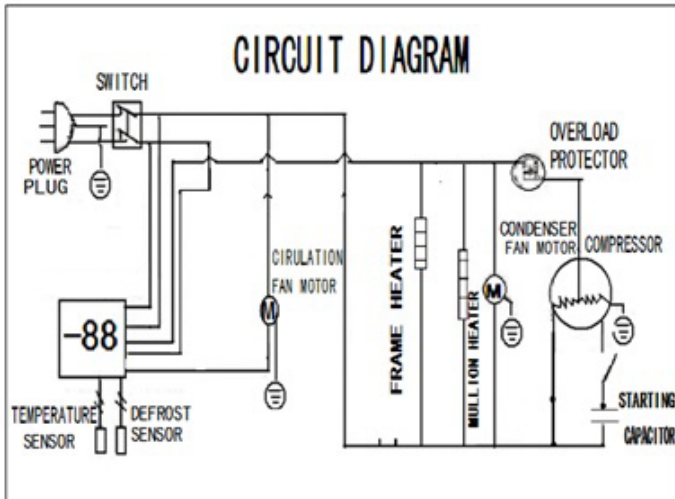 CIRCUIT DIAGRAM
SWITCH
POWER
PLUG
OVERLOAD
PROTECTOR
CIRULATION
FAN MOTOR
M
FRAME HEATER
MULLION HEATER
CONDENSER
FAN MOTOR
M
COMPRESSOR
-88
TEMPERATURE
SENSOR
DEFROST
SENSOR
STARTING
CAPACITOR